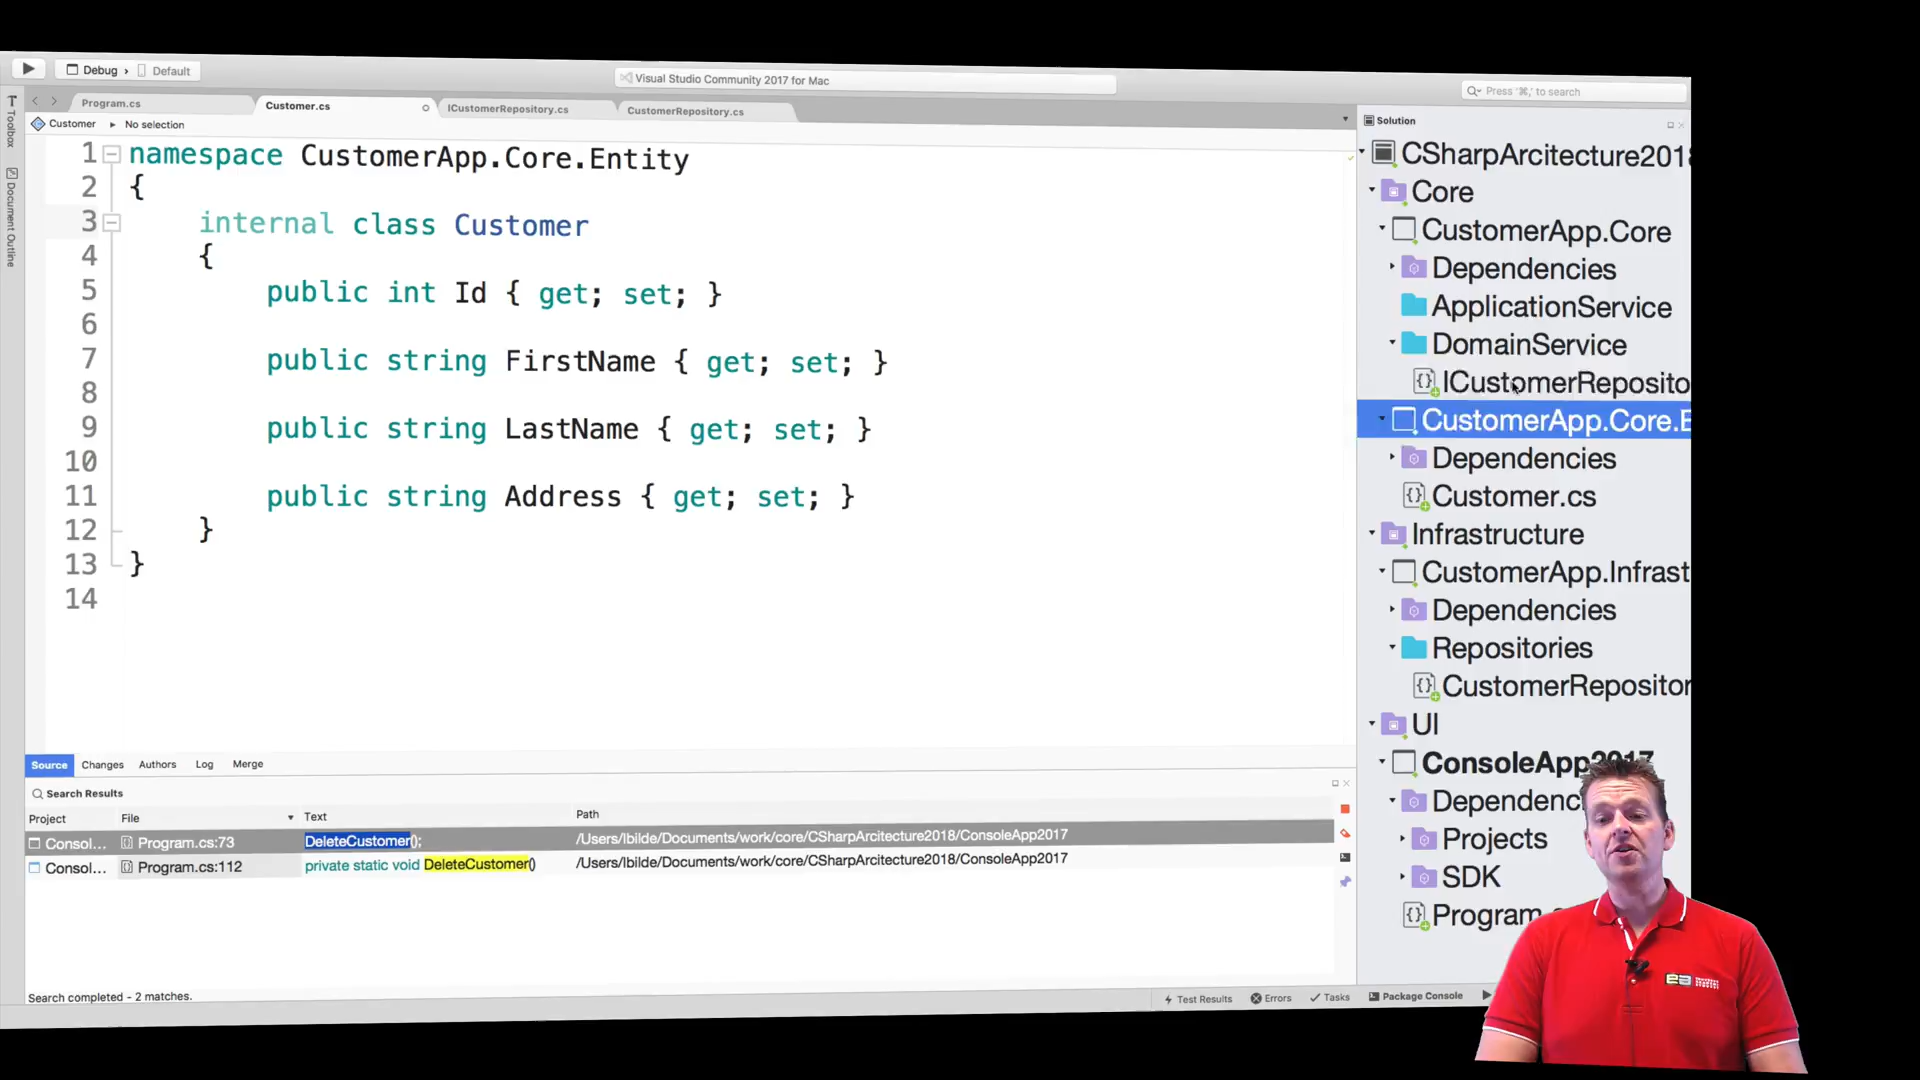 Debug › Default
Visual Studio Community 2017 for Mac
Press '⌘,' to search
Program.cs
Customer.cs
ICustomerRepository.cs
CustomerRepository.cs
Customer ▸ No selection
Toolbox
Document Outline
1 namespace CustomerApp.Core.Entity
2 {
3 internal class Customer
4 {
5 public int Id { get; set; }
6
7 public string FirstName { get; set; }
8
9 public string LastName { get; set; }
10
11 public string Address { get; set; }
12 }
13 }
14
Solution
CSharpArcitecture2018
Core
CustomerApp.Core
Dependencies
ApplicationService
DomainService
ICustomerReposito
CustomerApp.Core.E
Dependencies
Customer.cs
Infrastructure
CustomerApp.Infrast
Dependencies
Repositories
CustomerRepositor
UI
ConsoleApp2017
Dependenc
Projects
SDK
Program.
Source Changes Authors Log Merge
Search Results
Project File Text Path
Consol... Program.cs:73 DeleteCustomer(); /Users/lbilde/Documents/work/core/CSharpArcitecture2018/ConsoleApp2017
Consol... Program.cs:112 private static void DeleteCustomer() /Users/lbilde/Documents/work/core/CSharpArcitecture2018/ConsoleApp2017
Search completed - 2 matches.
Test Results Errors Tasks Package Console